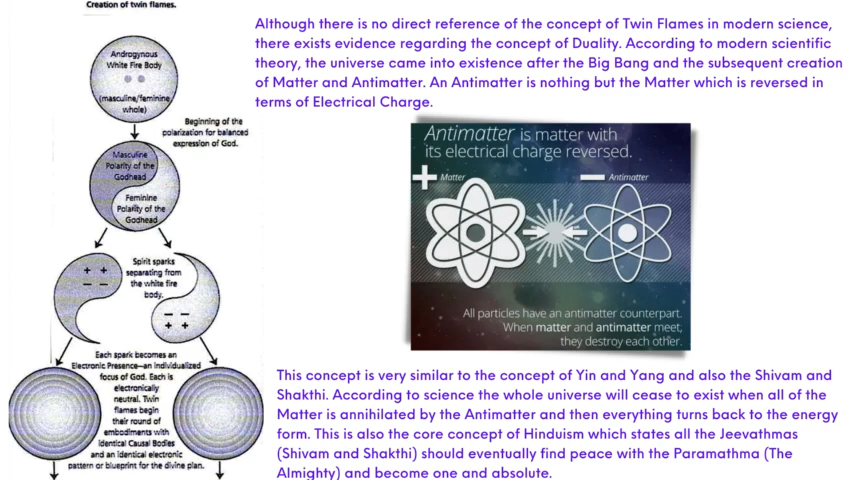 Creation of twin flames.
Androgynous
White Fire Body
(masculine/feminine
whole)
Beginning of the
polarization for balanced
expression of God.
Masculine
Polarity of the
Godhead
Feminine
Polarity of the
Godhead
+ +
– –
Spirit sparks
separating from
the white fire
body.
– –
+ +
Each spark becomes an
Electronic Presence—an individualized
focus of God. Each is
electronically
neutral. Twin
flames begin
their round of
embodiments with
identical Causal Bodies
and an identical electronic
pattern or blueprint for the divine plan.
Although there is no direct reference of the concept of Twin Flames in modern science,
there exists evidence regarding the concept of Duality. According to modern scientific
theory, the universe came into existence after the Big Bang and the subsequent creation
of Matter and Antimatter. An Antimatter is nothing but the Matter which is reversed in
terms of Electrical Charge.
Antimatter is matter with
its electrical charge reversed.
+ Matter
– Antimatter
All particles have an antimatter counterpart.
When matter and antimatter meet,
they destroy each other.
This concept is very similar to the concept of Yin and Yang and also the Shivam and
Shakthi. According to science the whole universe will cease to exist when all of the
Matter is annihilated by the Antimatter and then everything turns back to the energy
form. This is also the core concept of Hinduism which states all the Jeevathmas
(Shivam and Shakthi) should eventually find peace with the Paramathma (The
Almighty) and become one and absolute.